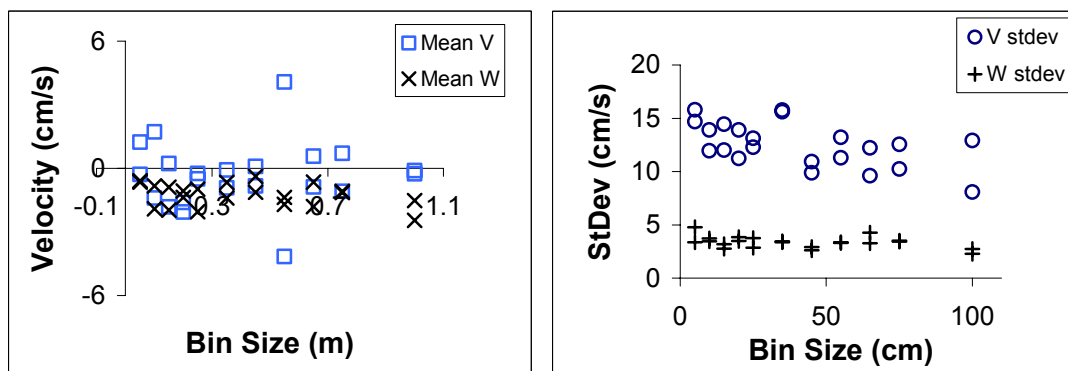 6
Mean V
Mean W
Velocity (cm/s)
0
-0.1
0.3
0.7
1.1
-6
Bin Size (m)
V stdev
W stdev
20
15
10
5
0
StDev (cm/s)
0
50
100
Bin Size (cm)